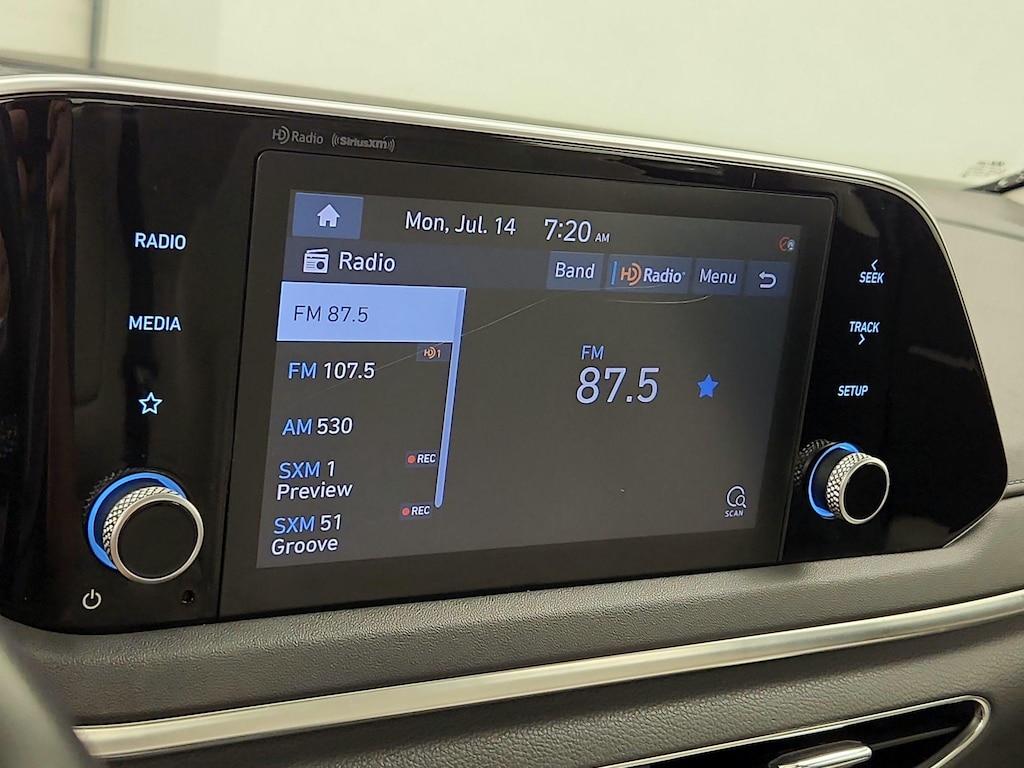 HD Radio ((SiriusXM))
Mon, Jul. 14 7:20 AM
Radio
Band HD Radio Menu
FM 87.5
HD1
FM 107.5
AM 530
REC
SXM 1
Preview
REC
SXM 51
Groove
FM
87.5
SCAN
RADIO
MEDIA
SEEK
TRACK
SETUP